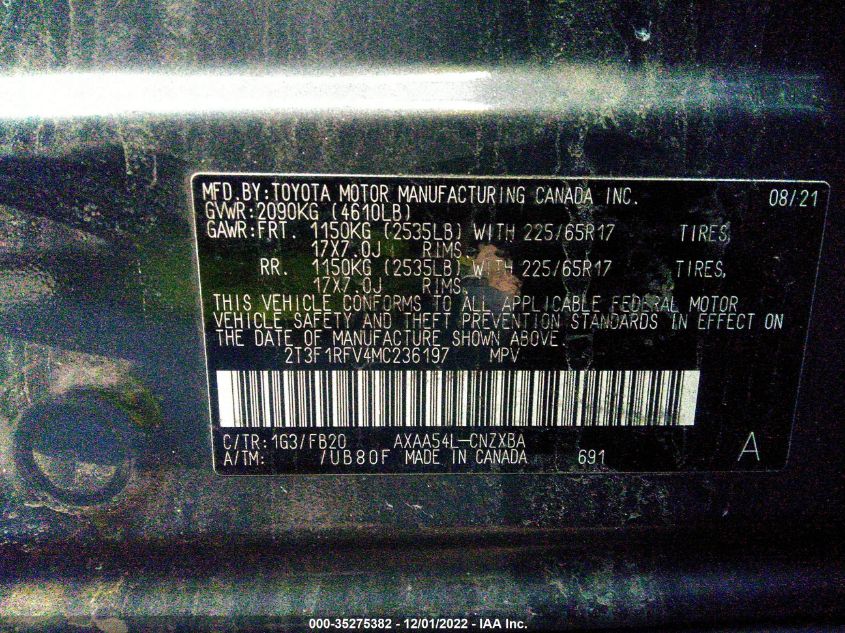 MFD.BY:TOYOTA MOTOR MANUFACTURING CANADA INC. 08/21
GVWR:2090KG (4610LB)
GAWR:FRT. 1150KG (2535LB) WITH 225/65R17 TIRES,
17X7.0J RIMS,
RR. 1150KG (2535LB) WITH 225/65R17 TIRES,
17X7.0J RIMS.
THIS VEHICLE CONFORMS TO ALL APPLICABLE FEDERAL MOTOR
VEHICLE SAFETY AND THEFT PREVENTION STANDARDS IN EFFECT ON
THE DATE OF MANUFACTURE SHOWN ABOVE.
2T3F1RFV4MC236197 MPV
C/TR:1G3/FB20 AXAA54L-CNZXBA A
A/TM: /UB80F MADE IN CANADA 691
000-35275382 - 12/01/2022 - IAA Inc.